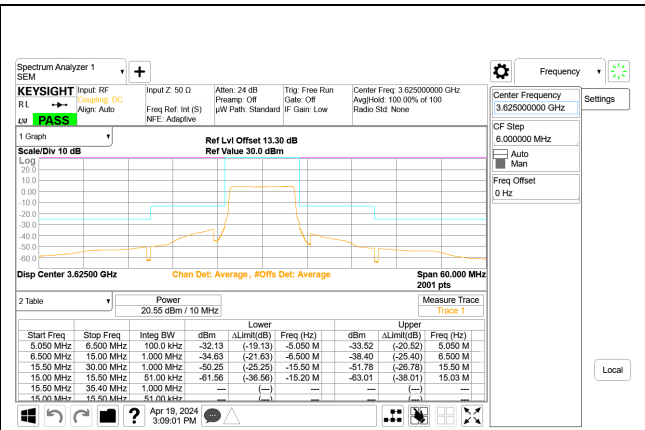 Spectrum Analyzer 1
SEM
Frequency
KEYSIGHT
RL
PASS
Input: RF
Coupling: DC
Align: Auto
Input Z: 50 Ω
Freq Ref: Int (S)
NFE: Adaptive
Atten: 24 dB
Preamp: Off
µW Path: Standard
Trig: Free Run
Gate: Off
IF Gain: Low
Center Freq: 3.625000000 GHz
Avg|Hold: 100.00% of 100
Radio Std: None
Center Frequency
3.625000000 GHz
Settings
CF Step
6.000000 MHz
Auto
Man
Freq Offset
0 Hz
Local
1 Graph
Scale/Div 10 dB
Ref Lvl Offset 13.30 dB
Ref Value 30.0 dBm
Log
20.0
10.0
0.00
-10.0
-20.0
-30.0
-40.0
-50.0
-60.0
Disp Center 3.62500 GHz
Chan Det: Average, #Offs Det: Average
Span 60.000 MHz
2001 pts
2 Table
Power
20.55 dBm / 10 MHz
Measure Trace
Trace 1
Lower Upper
Start Freq Stop Freq Integ BW dBm ΔLimit(dB) Freq (Hz) dBm ΔLimit(dB) Freq (Hz)
5.050 MHz 6.500 MHz 100.0 kHz -32.13 (-19.13) -5.050 M -33.52 (-20.52) 5.050 M
6.500 MHz 15.00 MHz 1.000 MHz -34.63 (-21.63) -6.500 M -38.40 (-25.40) 6.500 M
15.50 MHz 30.00 MHz 1.000 MHz -50.25 (-25.25) -15.50 M -51.78 (-26.78) 15.50 M
15.00 MHz 15.50 MHz 51.00 kHz -61.56 (-36.56) -15.20 M -63.01 (-38.01) 15.03 M
15.50 MHz 35.40 MHz 1.000 MHz --- (---) --- --- (---) ---
15.00 MHz 15.50 MHz 51.00 kHz --- (---) --- --- (---) ---
Apr 19, 2024
3:09:01 PM